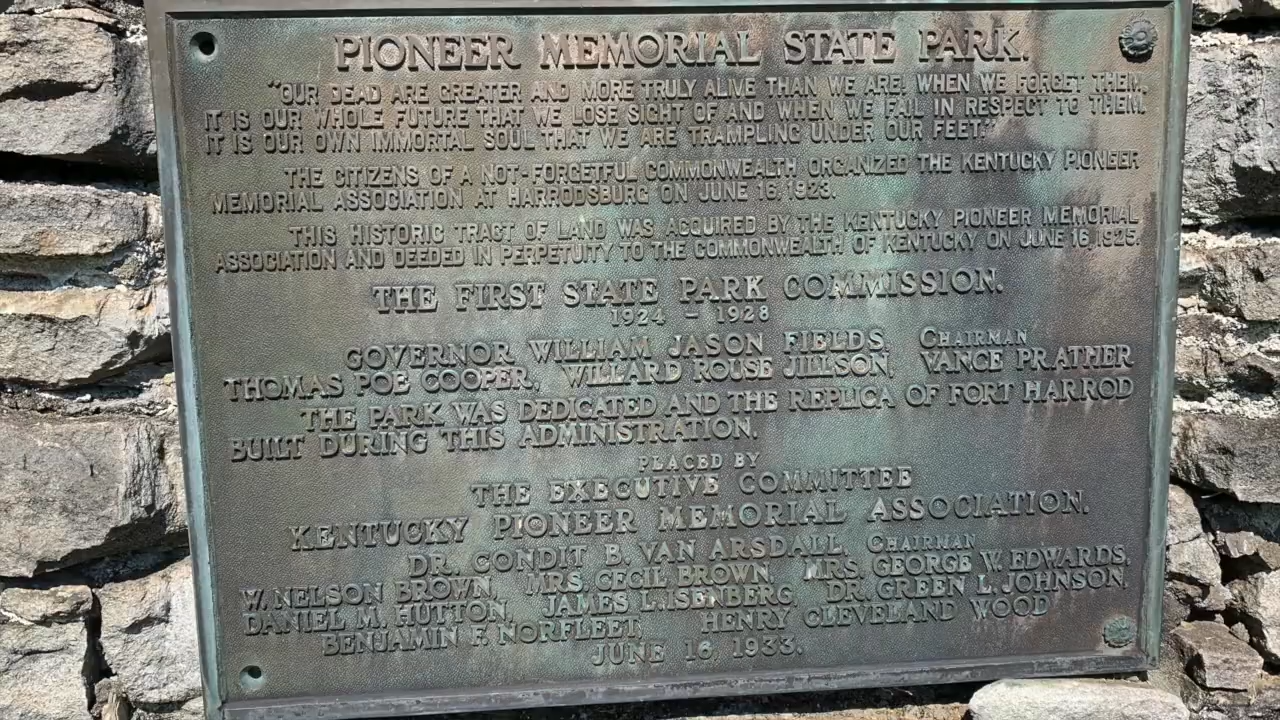 PIONEER MEMORIAL STATE PARK.
"OUR DEAD ARE GREATER AND MORE TRULY ALIVE THAN WE ARE! WHEN WE FORGET THEM,
IT IS OUR WHOLE FUTURE THAT WE LOSE SIGHT OF AND WHEN WE FAIL IN RESPECT TO THEM,
IT IS OUR OWN IMMORTAL SOUL THAT WE ARE TRAMPLING UNDER OUR FEET."
THE CITIZENS OF A NOT-FORGETFUL COMMONWEALTH ORGANIZED THE KENTUCKY PIONEER
MEMORIAL ASSOCIATION AT HARRODSBURG ON JUNE 16, 1923.
THIS HISTORIC TRACT OF LAND WAS ACQUIRED BY THE KENTUCKY PIONEER MEMORIAL
ASSOCIATION AND DEEDED IN PERPETUITY TO THE COMMONWEALTH OF KENTUCKY ON JUNE 16, 1925.
THE FIRST STATE PARK COMMISSION.
1924 - 1928
GOVERNOR WILLIAM JASON FIELDS, CHAIRMAN
THOMAS POE COOPER, WILLARD ROUSE JILLSON, VANCE PRATHER
THE PARK WAS DEDICATED AND THE REPLICA OF FORT HARROD
BUILT DURING THIS ADMINISTRATION.
PLACED BY
THE EXECUTIVE COMMITTEE
KENTUCKY PIONEER MEMORIAL ASSOCIATION.
DR. CONDIT B. VAN ARSDALL, CHAIRMAN
W. NELSON BROWN, MRS. CECIL BROWN, MRS. GEORGE W. EDWARDS,
DANIEL M. HUTTON, JAMES L. ISENBERG DR. GREEN L. JOHNSON,
BENJAMIN F. NORFLEET, HENRY CLEVELAND WOOD
JUNE 16, 1933.